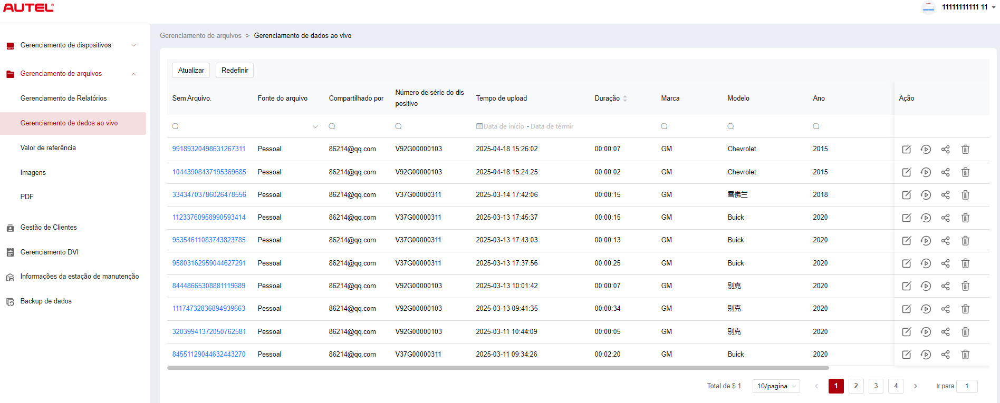 AUTEL®
11111111111 11
Gerenciamento de dispositivos
Gerenciamento de arquivos
Gerenciamento de Relatórios
Gerenciamento de dados ao vivo
Valor de referência
Imagens
PDF
Gestão de Clientes
Gerenciamento DVI
Informações da estação de manutenção
Backup de dados
Gerenciamento de arquivos > Gerenciamento de dados ao vivo
Atualizar Redefinir
Sem Arquivo. Fonte do arquivo Compartilhado por Número de série do dis
positivo Tempo de upload Duração Marca Modelo Ano Ação
Data de início - Data de térmir
99189320498631267311 Pessoal 86214@qq.com V92G00000103 2025-04-18 15:26:02 00:00:07 GM Chevrolet 2015
10443908437195369685 Pessoal 86214@qq.com V92G00000103 2025-04-18 15:24:25 00:00:02 GM Chevrolet 2015
33434703786026478556 Pessoal 86214@qq.com V37G00000311 2025-03-14 17:42:06 00:00:15 GM 雪佛兰 2018
11233760958990593414 Pessoal 86214@qq.com V37G00000311 2025-03-13 17:45:37 00:00:15 GM Buick 2020
95354611083743823785 Pessoal 86214@qq.com V37G00000311 2025-03-13 17:43:03 00:00:13 GM Buick 2020
95803162959044627291 Pessoal 86214@qq.com V37G00000311 2025-03-13 17:37:56 00:00:25 GM Buick 2020
84448665308881119689 Pessoal 86214@qq.com V92G00000103 2025-03-13 10:01:42 00:00:07 GM 别克 2020
11174732836894939663 Pessoal 86214@qq.com V92G00000103 2025-03-13 09:41:35 00:00:34 GM 别克 2020
32039941372050762581 Pessoal 86214@qq.com V92G00000103 2025-03-11 10:44:09 00:00:05 GM 别克 2020
84551129044632443270 Pessoal 86214@qq.com V37G00000311 2025-03-11 09:34:26 00:02:20 GM Buick 2020
Total de $ 1 10/pagina 1 2 3 4 Ir para 1